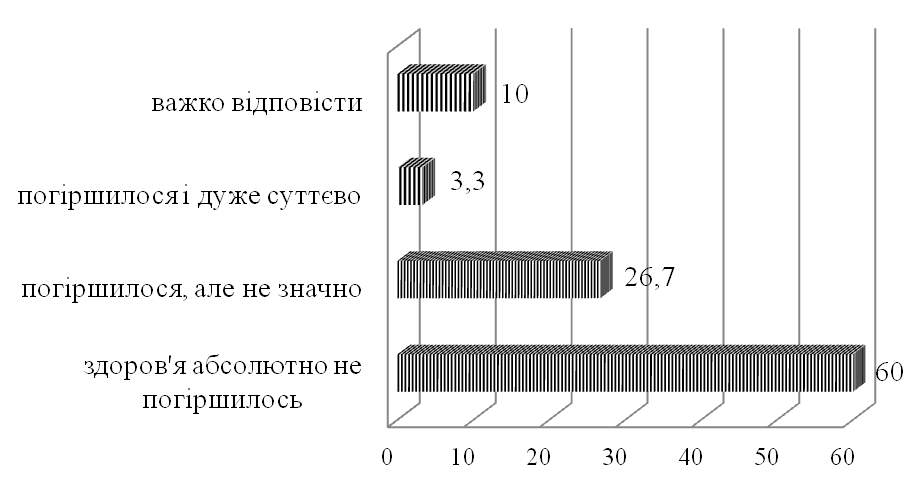 важко відповісти
10
погіршилося і дуже суттєво
3,3
погіршилося, але не значно
26,7
здоров'я абсолютно не
погіршилось
60
0 10 20 30 40 50 60